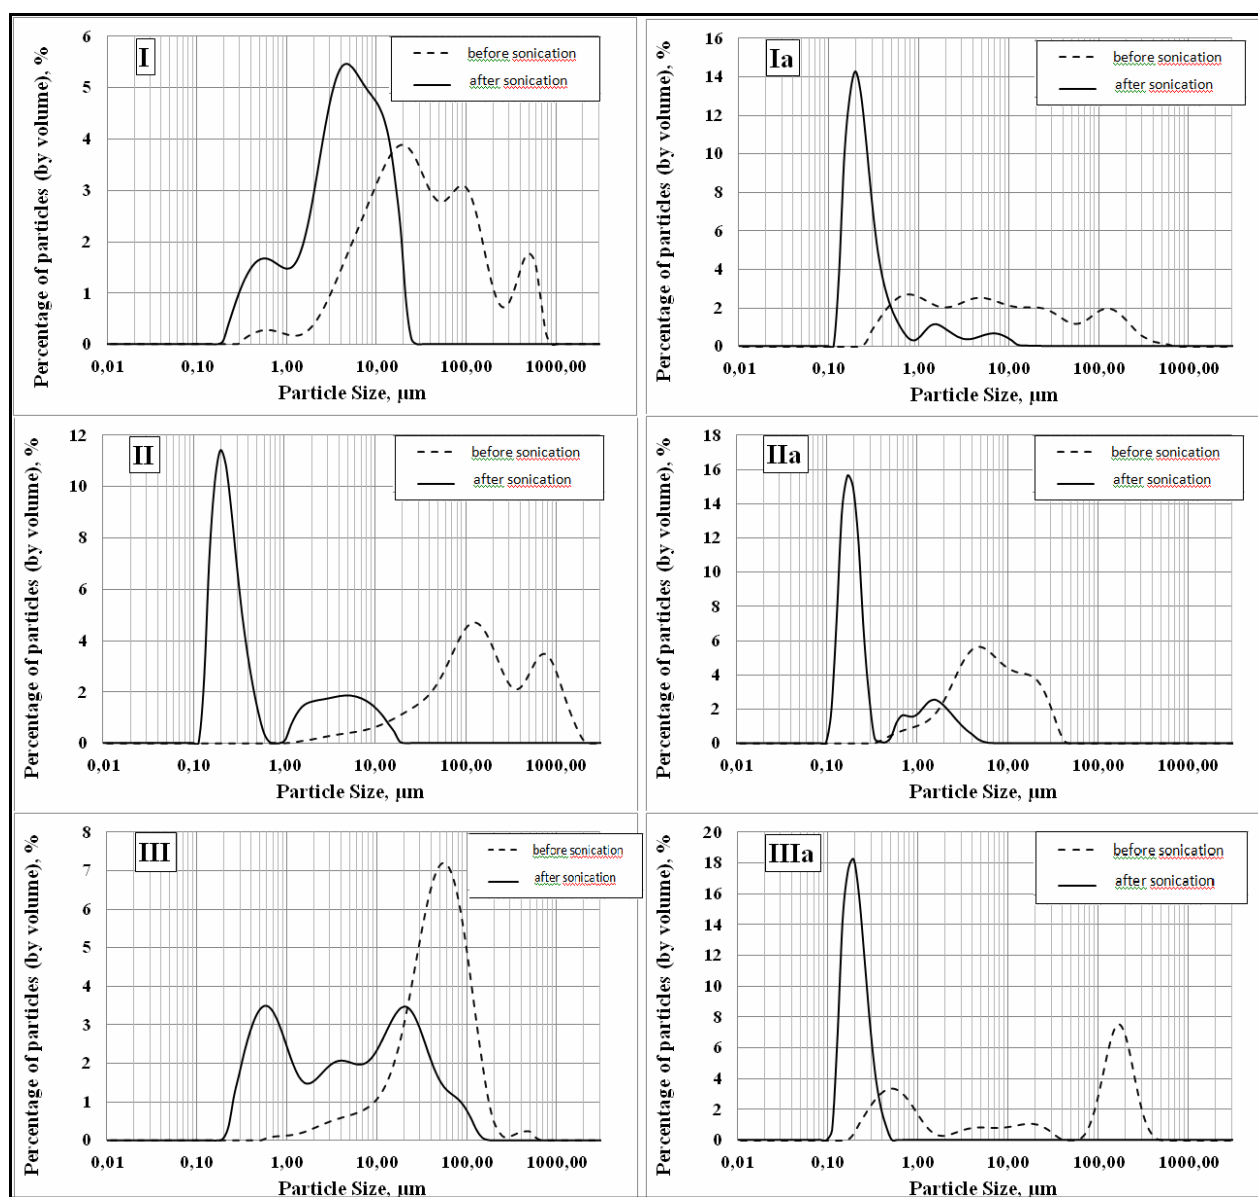 Percentage of particles (by volume), %
6
5
4
3
2
1
0
I
before sonication
after sonication
0,01 0,10 1,00 10,00 100,00 1000,00
Particle Size, µm
Percentage of particles (by volume), %
16
14
12
10
8
6
4
2
0
Ia
before sonication
after sonication
0,01 0,10 1,00 10,00 100,00 1000,00
Particle Size, µm
Percentage of particles (by volume), %
12
10
8
6
4
2
0
II
before sonication
after sonication
0,01 0,10 1,00 10,00 100,00 1000,00
Particle Size, µm
Percentage of particles (by volume), %
18
16
14
12
10
8
6
4
2
0
IIa
before sonication
after sonication
0,01 0,10 1,00 10,00 100,00 1000,00
Particle Size, µm
Percentage of particles (by volume), %
8
7
6
5
4
3
2
1
0
III
before sonication
after sonication
0,01 0,10 1,00 10,00 100,00 1000,00
Particle Size, µm
Percentage of particles (by volume), %
20
18
16
14
12
10
8
6
4
2
0
IIIa
before sonication
after sonication
0,01 0,10 1,00 10,00 100,00 1000,00
Particle Size, µm